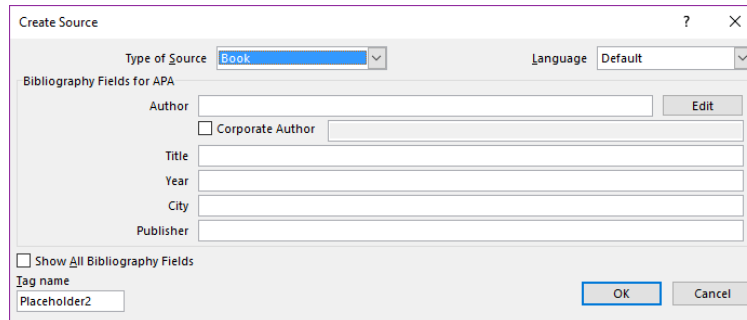 Create Source ?
Type of Source Book Language Default
Bibliography Fields for APA
Author Edit
Corporate Author
Title
Year
City
Publisher
Show All Bibliography Fields
Tag name
Placeholder2
OK Cancel